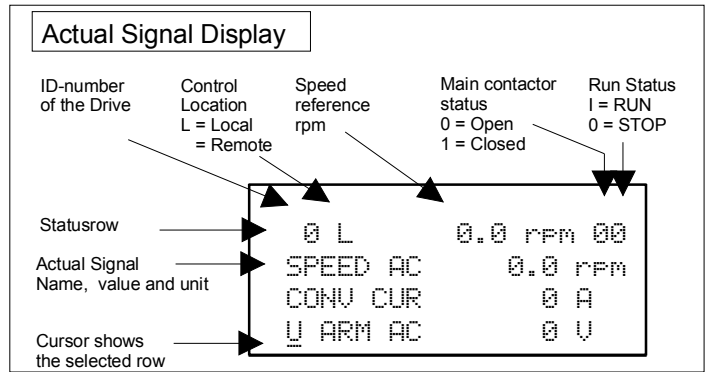 Actual Signal Display
ID-number
of the Drive
Control
Location
L = Local
= Remote
Speed
reference
rpm
Main contactor
status
0 = Open
1 = Closed
Run Status
I = RUN
0 = STOP
Statusrow
0 L 0.0 rpm 00
Actual Signal
Name, value and unit
SPEED AC 0.0 rpm
CONV CUR 0 A
Cursor shows
the selected row
U ARM AC 0 V